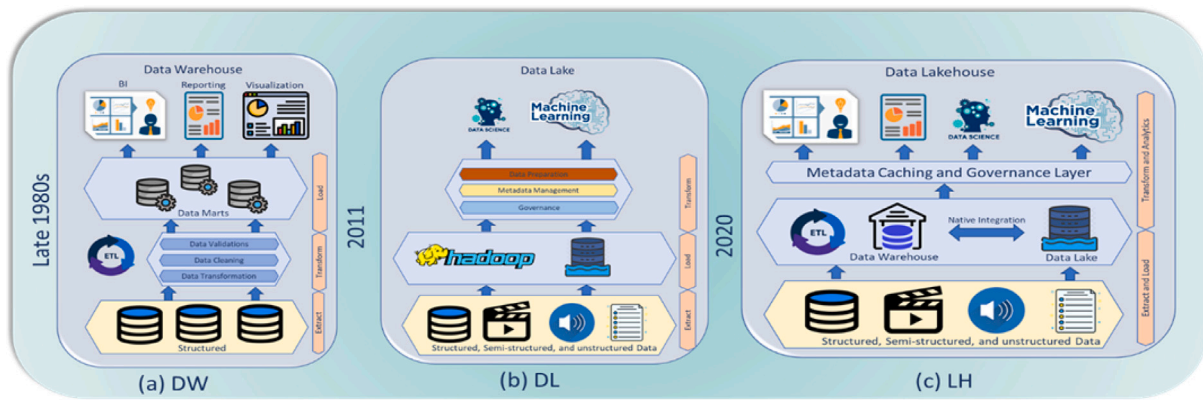 Late 1980s
Data Warehouse
BI
Reporting
Visualization
Data Marts
ETL
Data Validations
Data Cleaning
Data Transformation
Structured
Load
Transform
Extract
(a) DW
2011
Data Lake
DATA SCIENCE
Machine
Learning
Data Preparation
Metadata Management
Governance
hadoop
Structured, Semi-structured, and unstructured Data
Transform
Load
Extract
(b) DL
2020
Data Lakehouse
DATA SCIENCE
Machine
Learning
Metadata Caching and Governance Layer
ETL
Data Warehouse
Native Integration
Data Lake
Structured, Semi-structured, and unstructured Data
Transform and Analytics
Extract and Load
(c) LH